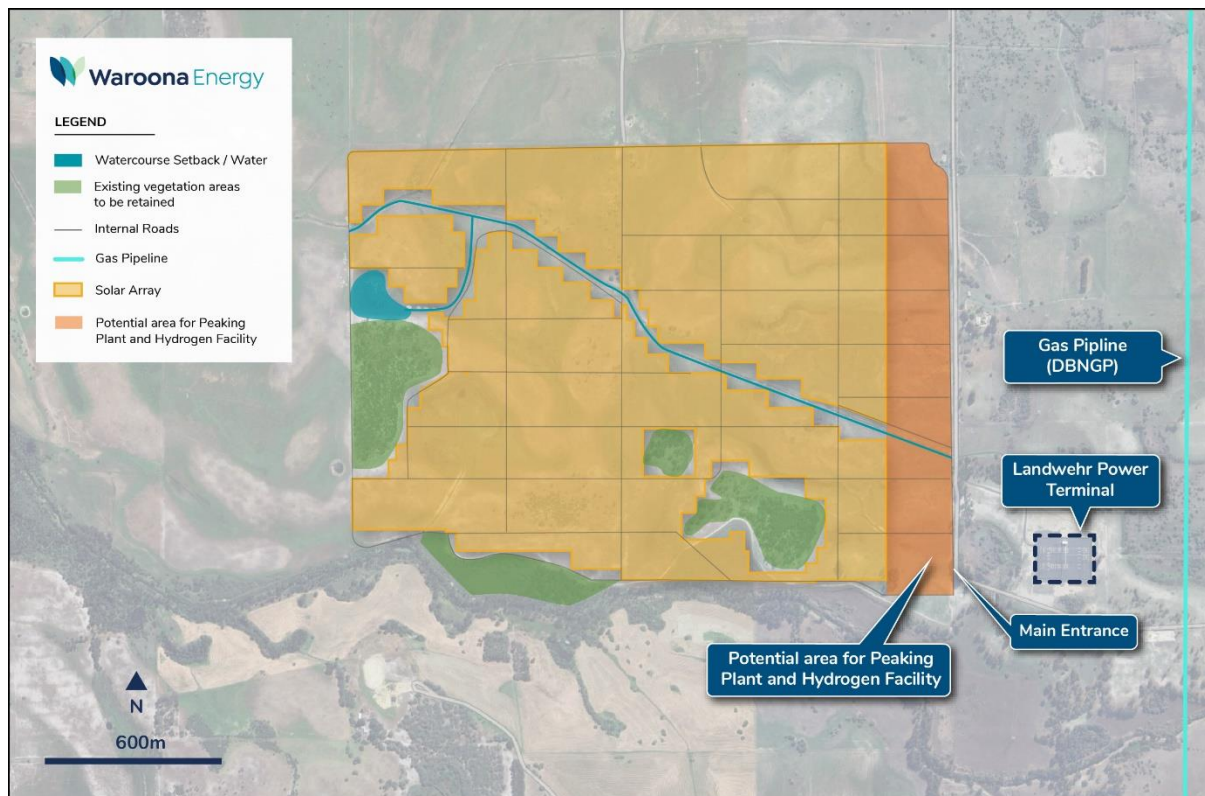 Waroona Energy
LEGEND
Watercourse Setback / Water
Existing vegetation areas
to be retained
Internal Roads
Gas Pipeline
Solar Array
Potential area for Peaking
Plant and Hydrogen Facility
Gas Pipline
(DBNGP)
Landwehr Power
Terminal
Main Entrance
Potential area for Peaking
Plant and Hydrogen Facility
N
600m